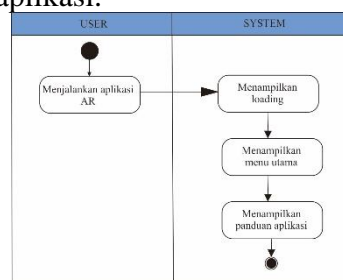 aplikasi.
USER
SYSTEM
Menjalankan aplikasi
AR
Menampilkan
loading
Menampilkan
menu utama
Menampilkan
panduan aplikasi